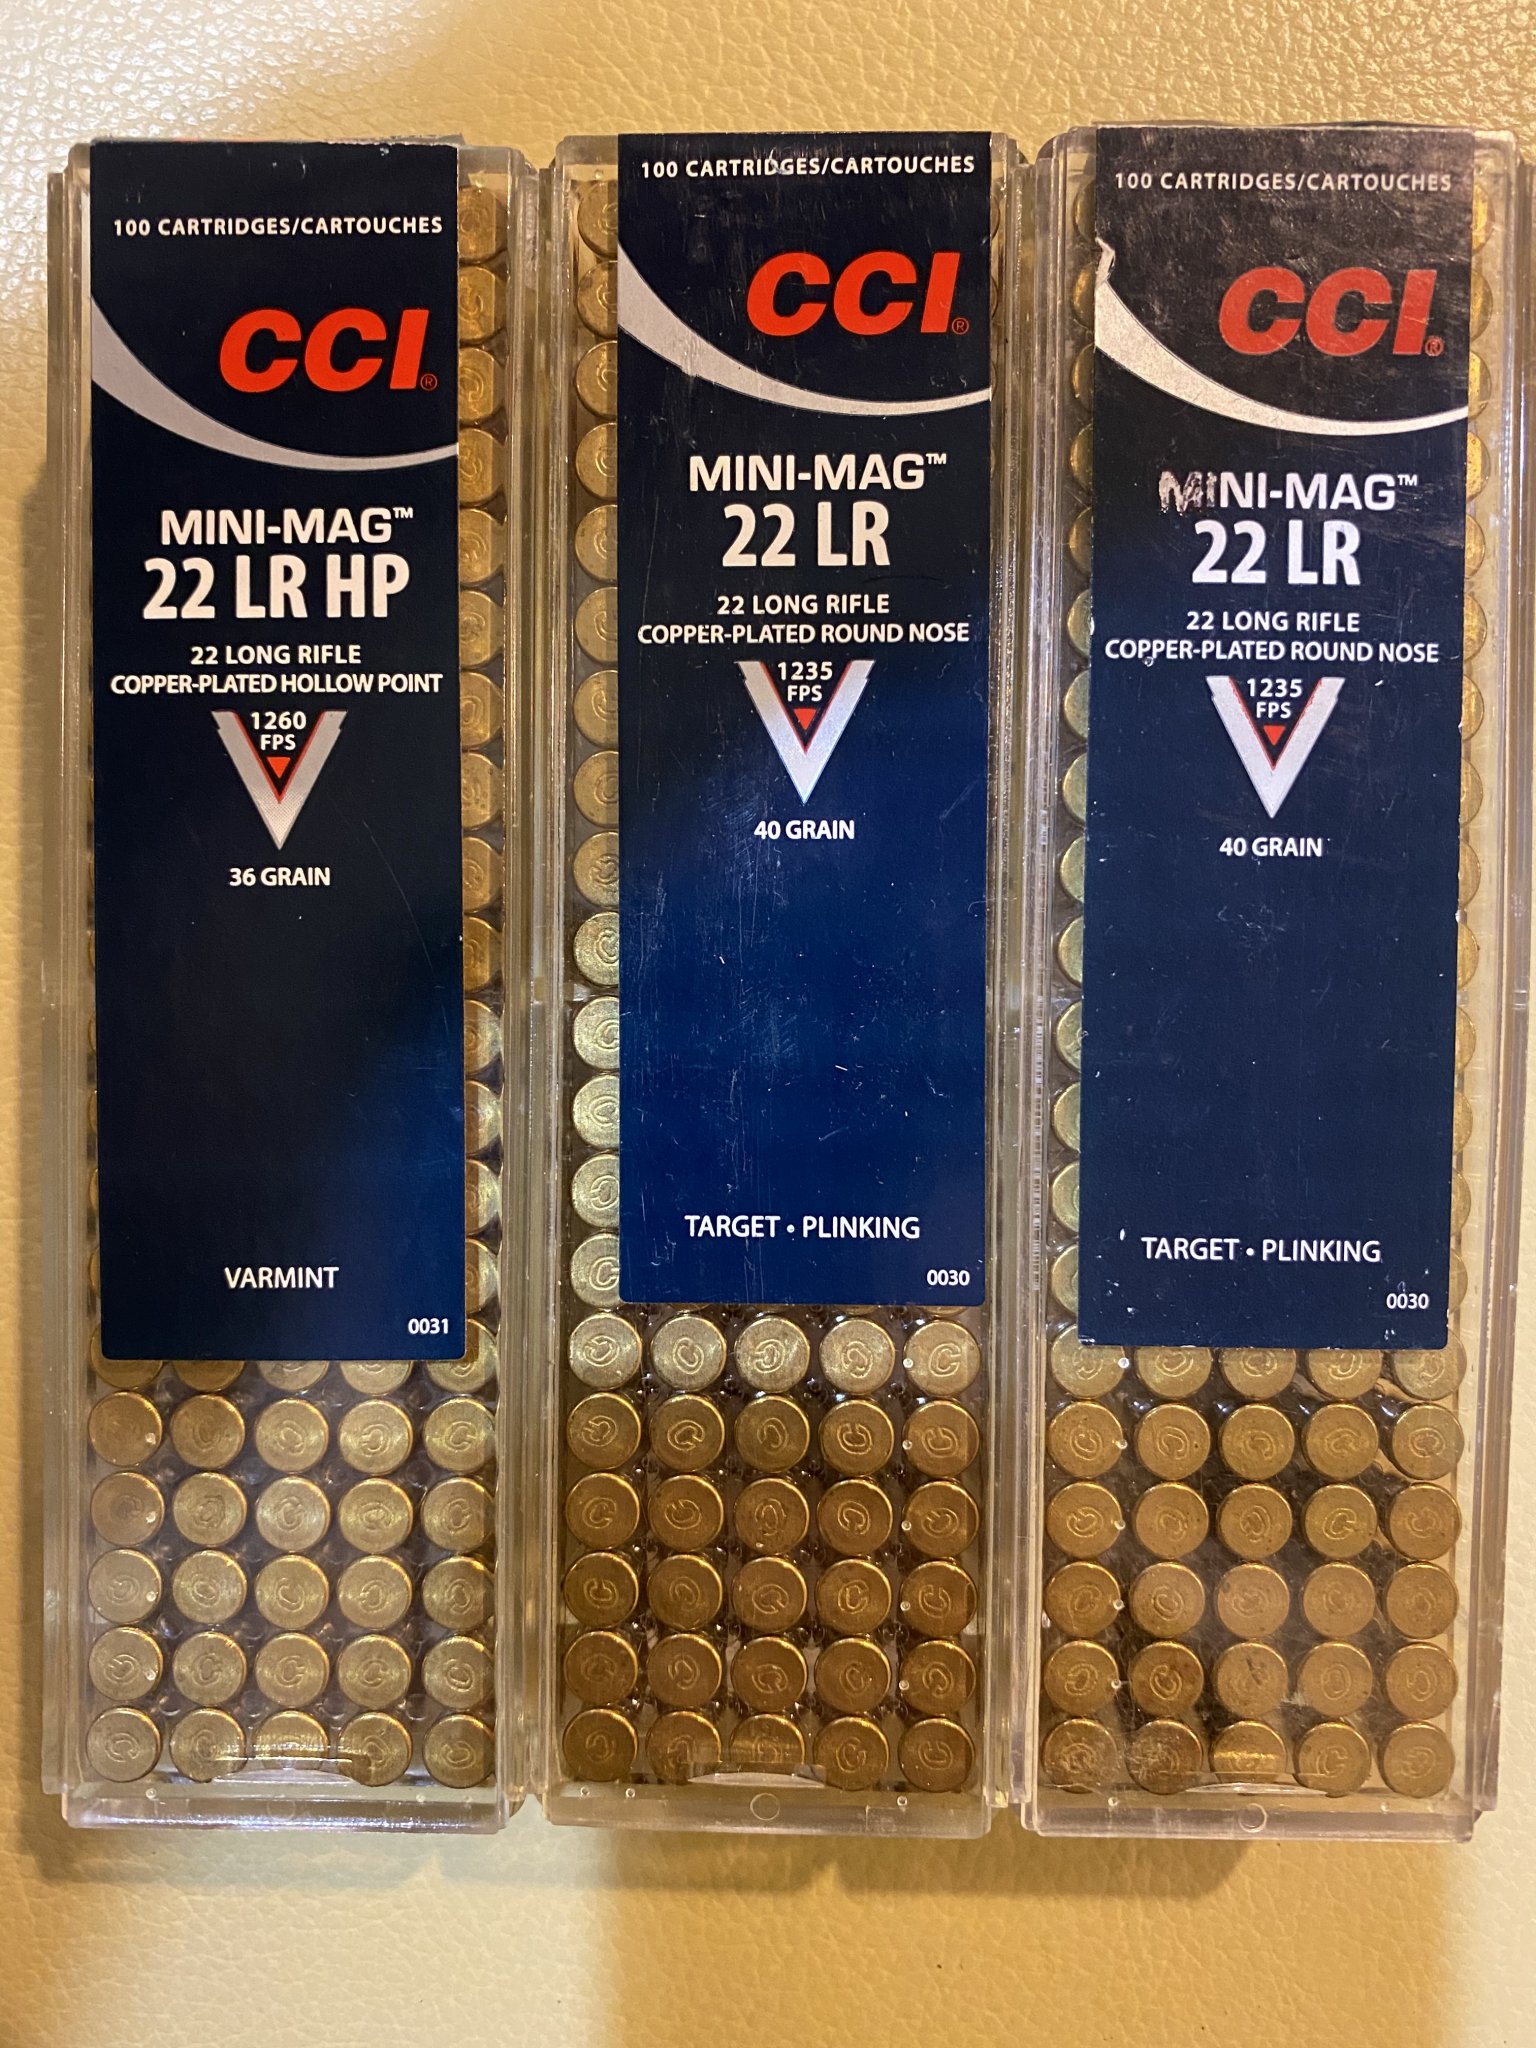 100 CARTRIDGES/CARTOUCHES
CCI®
MINI-MAG™
22 LR HP
22 LONG RIFLE
COPPER-PLATED HOLLOW POINT
1260
FPS
36 GRAIN
VARMINT
0031
100 CARTRIDGES/CARTOUCHES
CCI®
MINI-MAG™
22 LR
22 LONG RIFLE
COPPER-PLATED ROUND NOSE
1235
FPS
40 GRAIN
TARGET • PLINKING
0030
100 CARTRIDGES/CARTOUCHES
CCI®
MINI-MAG™
22 LR
22 LONG RIFLE
COPPER-PLATED ROUND NOSE
1235
FPS
40 GRAIN
TARGET • PLINKING
0030